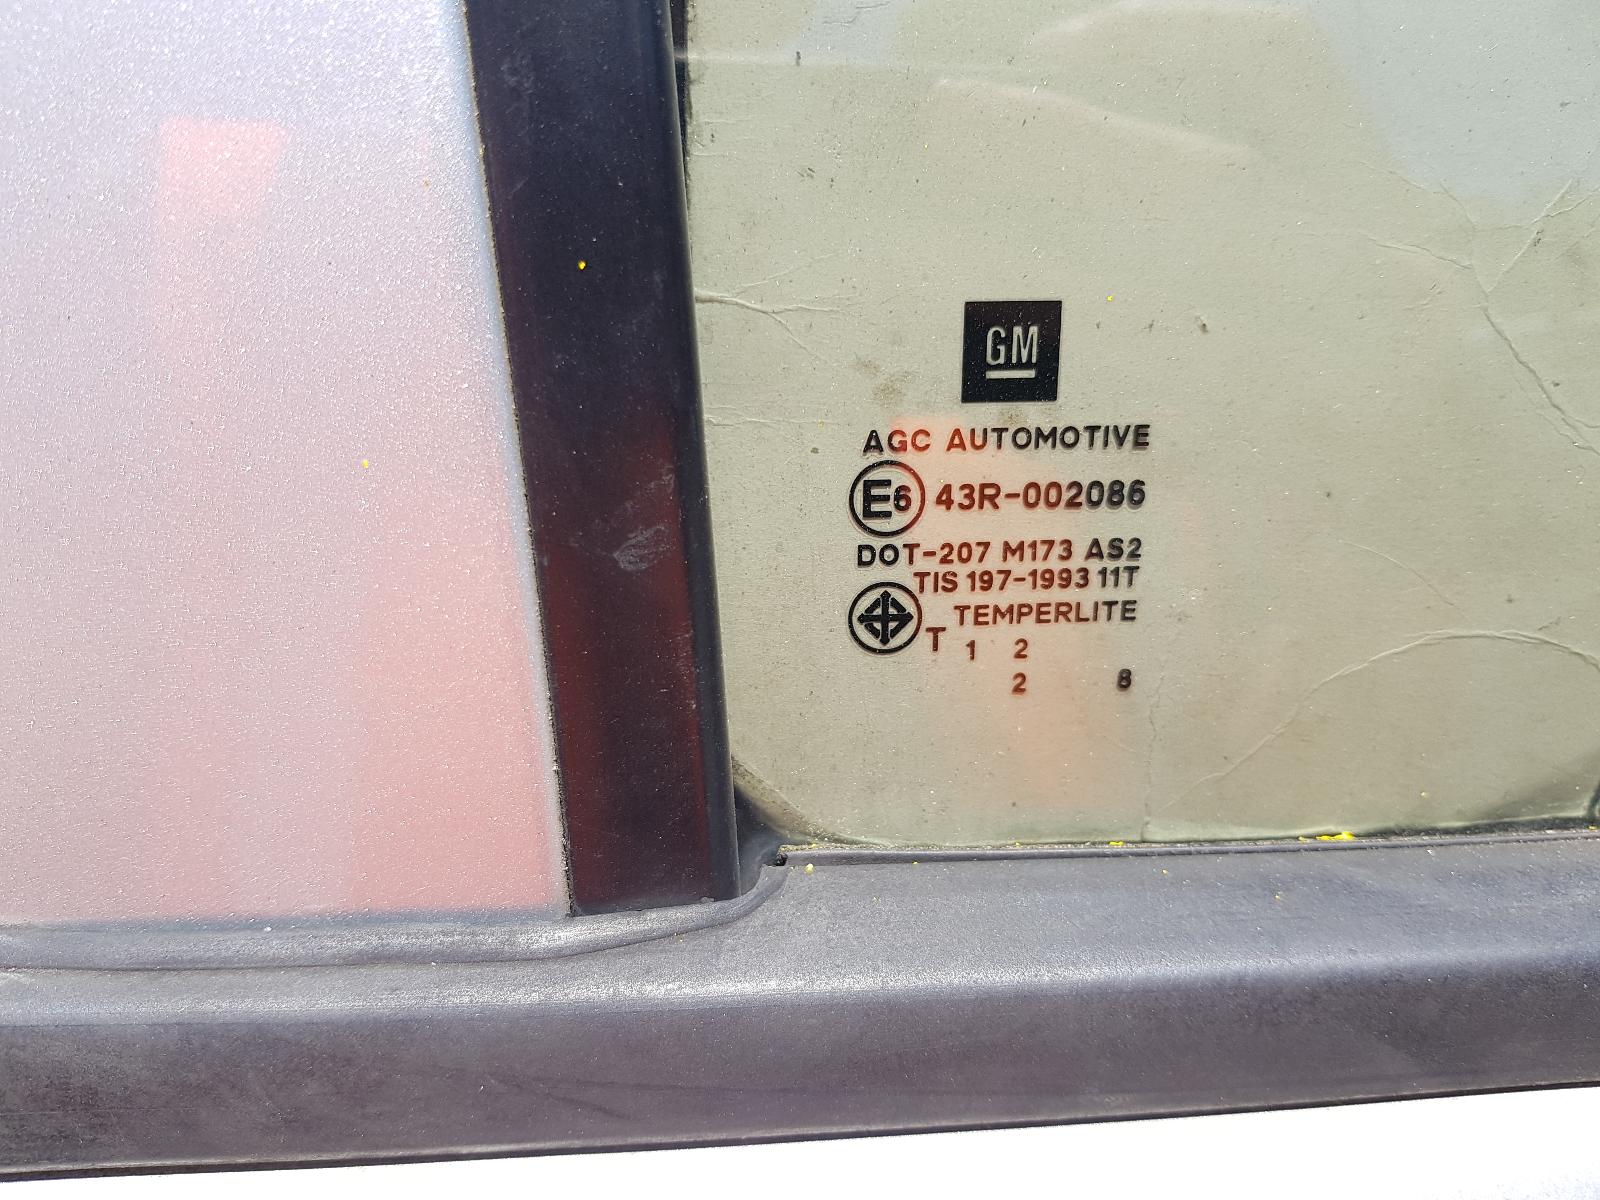 GM
AGC AUTOMOTIVE
E6 43R-002086
DOT-207 M173 AS2
TIS 197-1993 11T
TEMPERLITE
T 1 2
2 8